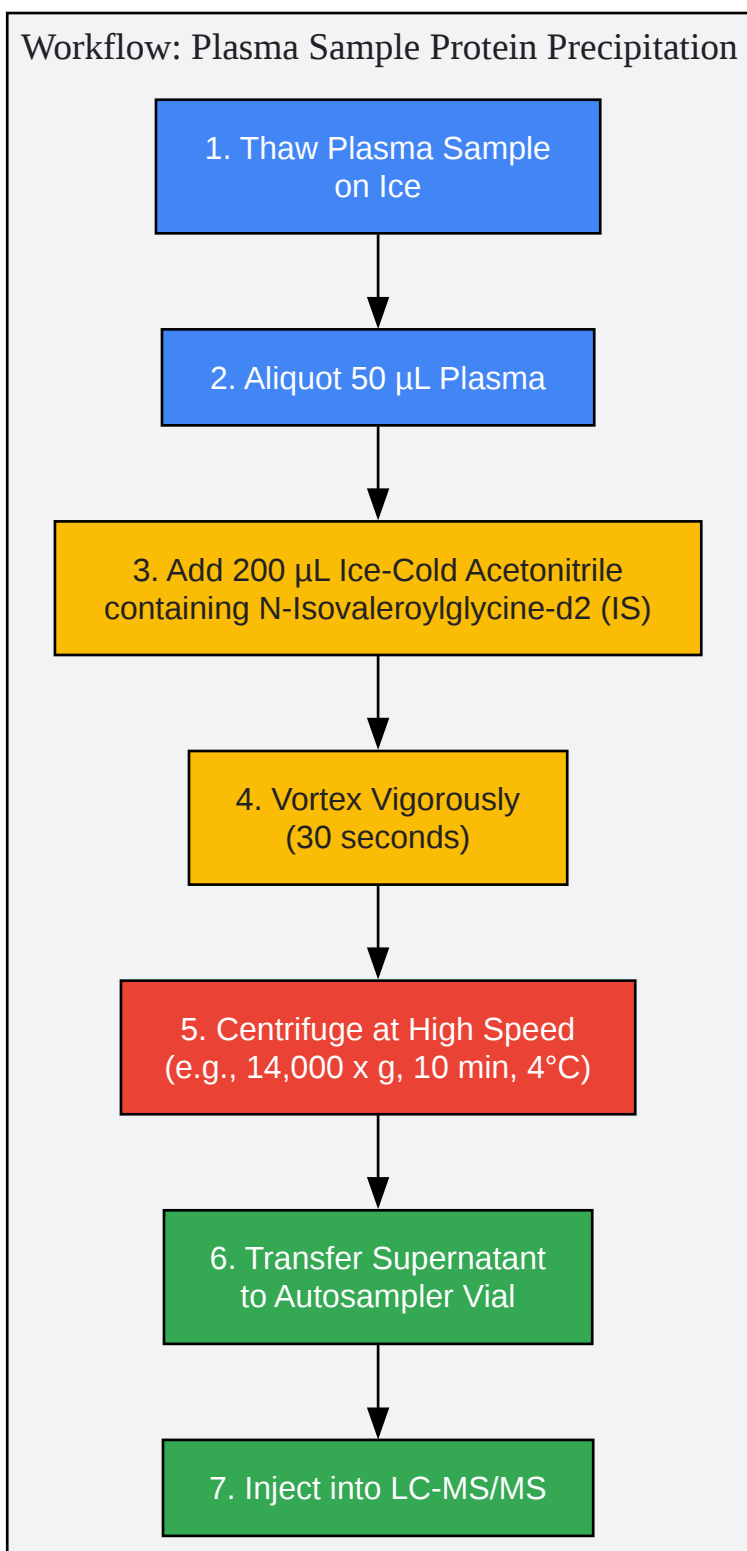 Workflow: Plasma Sample Protein Precipitation
1. Thaw Plasma Sample
on Ice
2. Aliquot 50 µL Plasma
3. Add 200 µL Ice-Cold Acetonitrile
containing N-Isovaleroylglycine-d2 (IS)
4. Vortex Vigorously
(30 seconds)
5. Centrifuge at High Speed
(e.g., 14,000 x g, 10 min, 4°C)
6. Transfer Supernatant
to Autosampler Vial
7. Inject into LC-MS/MS